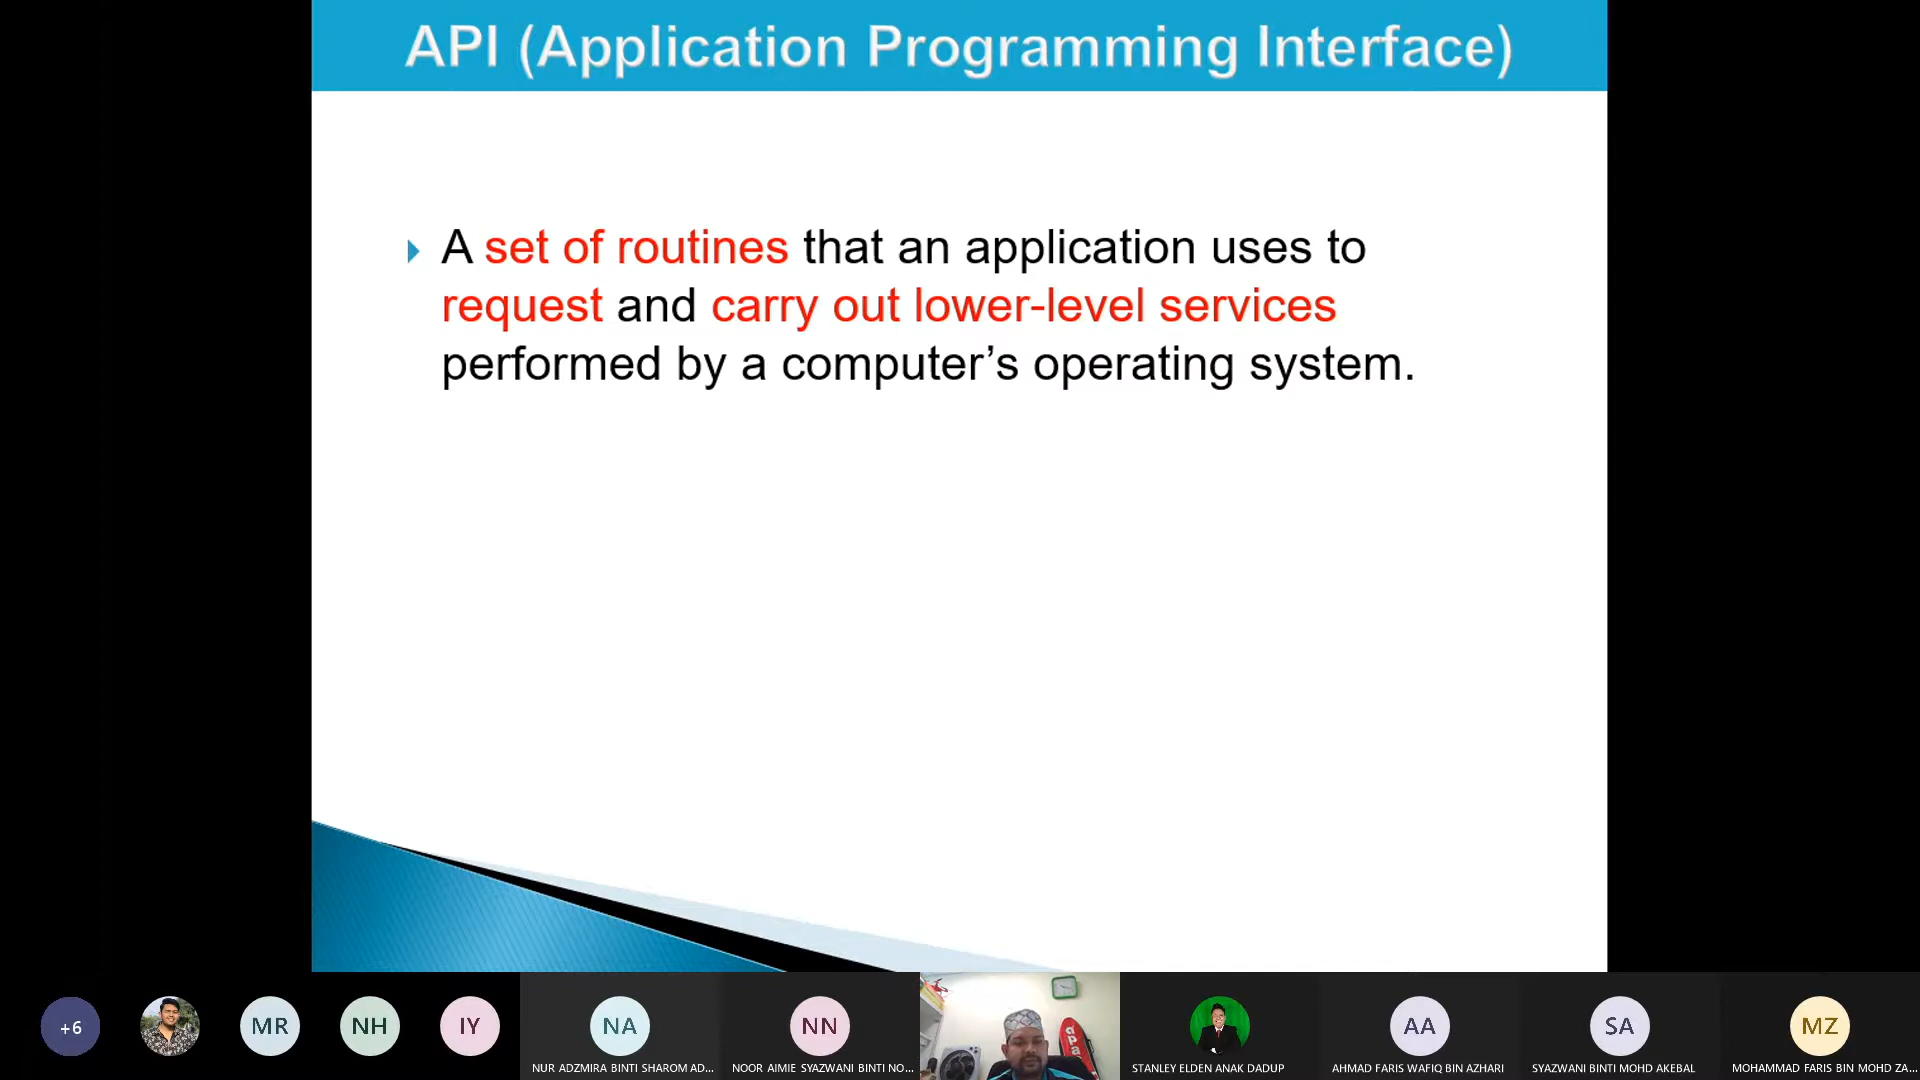 API (Application Programming Interface)
A set of routines that an application uses to
request and carry out lower-level services
performed by a computer’s operating system.
+6
MR
NH
IY
NA
NN
AA
SA
MZ
NUR ADZMIRA BINTI SHAROM AD...
NOOR AIMIE SYAZWANI BINTI NO...
STANLEY ELDEN ANAK DADUP
AHMAD FARIS WAFIQ BIN AZHARI
SYAZWANI BINTI MOHD AKEBAL
MOHAMMAD FARIS BIN MOHD ZA...